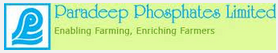 Paradeep Phosphates Limited
Enabling Farming, Enriching Farmers